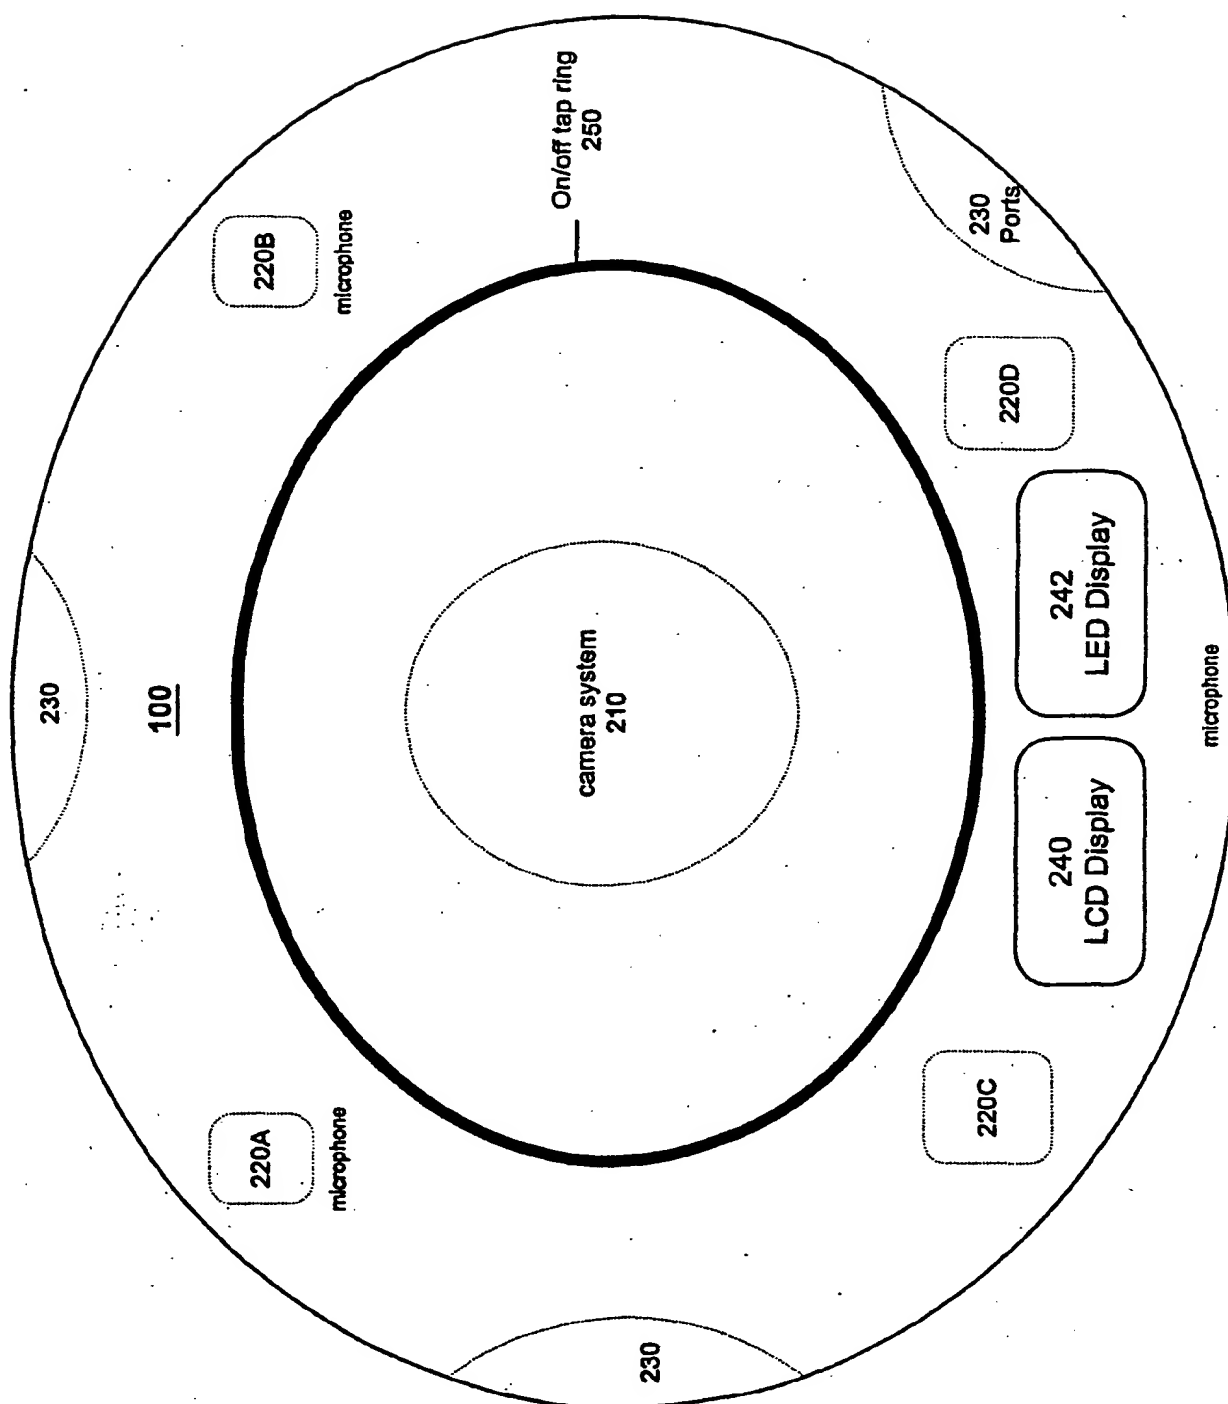 230
100
220A
microphone
220B
microphone
On/off tap ring
250
camera system
210
230
230
Ports
220C
220D
240
LCD Display
242
LED Display
microphone